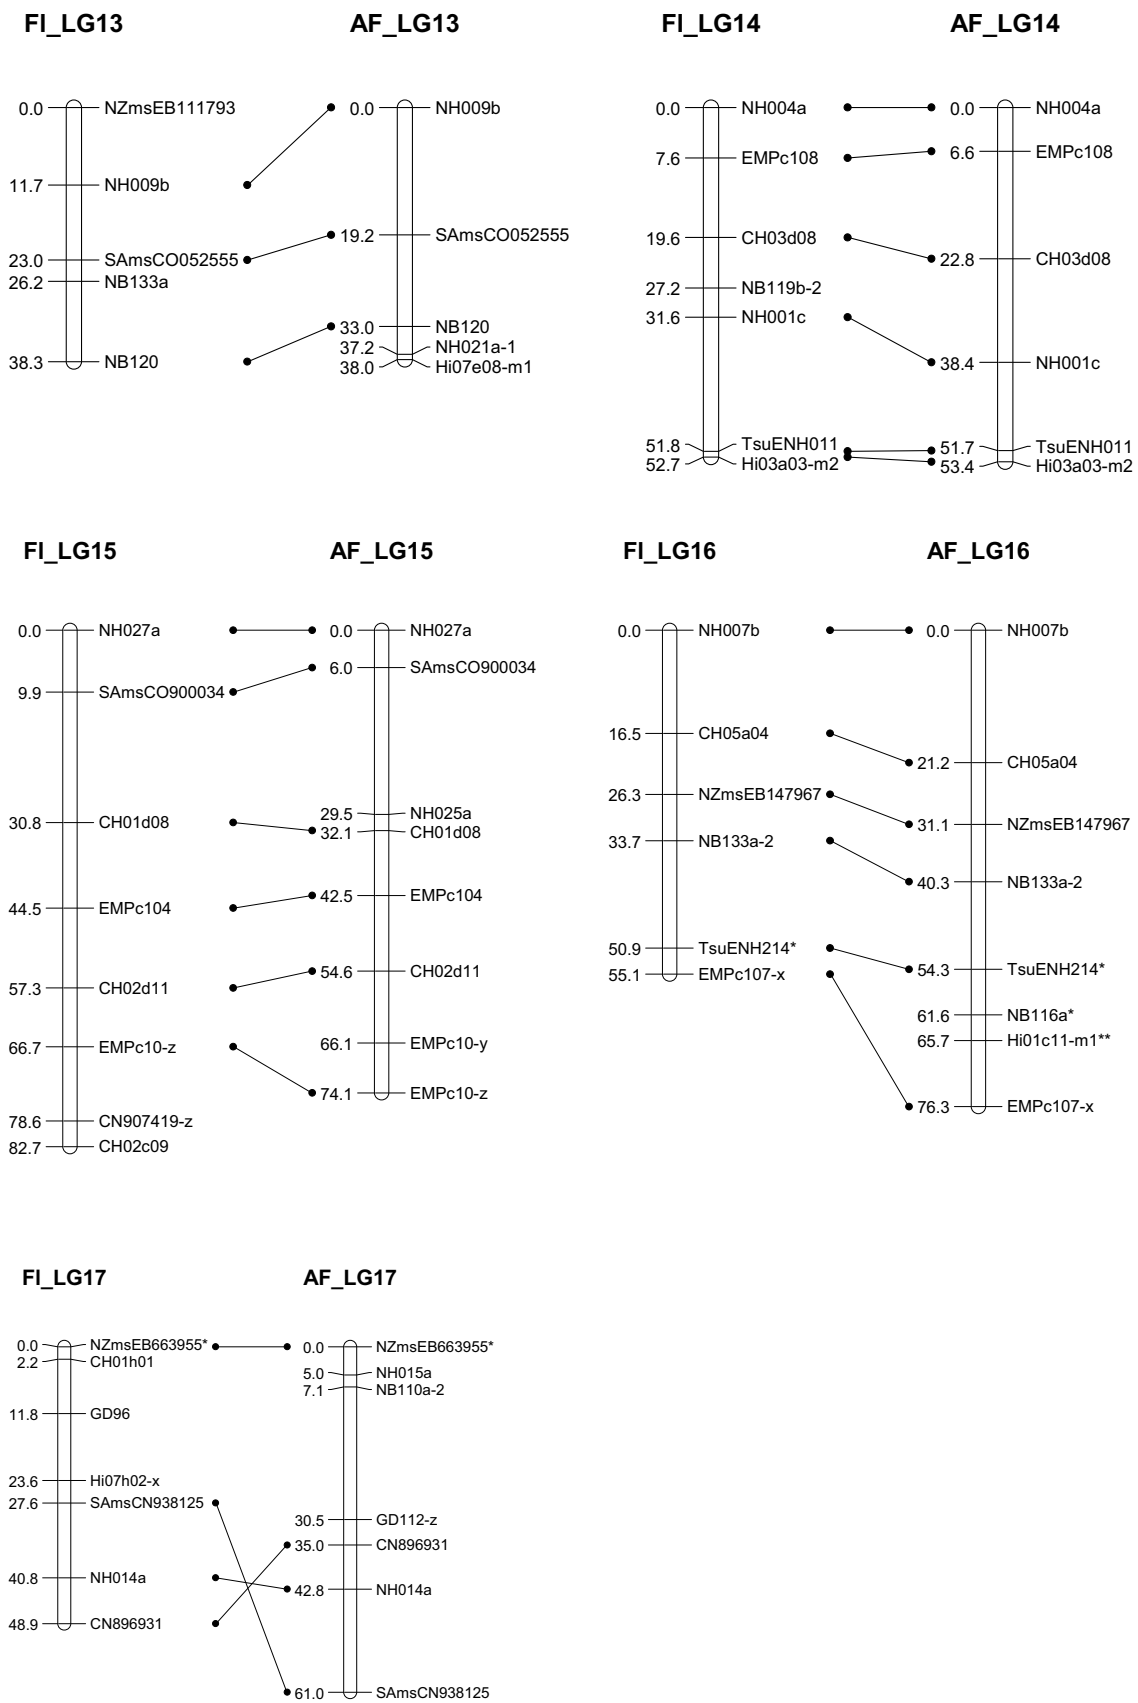 FI_LG13
AF_LG13
0.0 NZmsEB111793
11.7 NH009b
23.0 SAmsCO052555
26.2 NB133a
38.3 NB120
0.0 NH009b
19.2 SAmsCO052555
33.0 NB120
37.2 NH021a-1
38.0 Hi07e08-m1
FI_LG14
AF_LG14
0.0 NH004a
7.6 EMPc108
19.6 CH03d08
27.2 NB119b-2
31.6 NH001c
51.8 TsuENH011
52.7 Hi03a03-m2
0.0 NH004a
6.6 EMPc108
22.8 CH03d08
38.4 NH001c
51.7 TsuENH011
53.4 Hi03a03-m2
FI_LG15
AF_LG15
0.0 NH027a
9.9 SAmsCO900034
30.8 CH01d08
44.5 EMPc104
57.3 CH02d11
66.7 EMPc10-z
78.6 CN907419-z
82.7 CH02c09
0.0 NH027a
6.0 SAmsCO900034
29.5 NH025a
32.1 CH01d08
42.5 EMPc104
54.6 CH02d11
66.1 EMPc10-y
74.1 EMPc10-z
FI_LG16
AF_LG16
0.0 NH007b
16.5 CH05a04
26.3 NZmsEB147967
33.7 NB133a-2
50.9 TsuENH214*
55.1 EMPc107-x
0.0 NH007b
21.2 CH05a04
31.1 NZmsEB147967
40.3 NB133a-2
54.3 TsuENH214*
61.6 NB116a*
65.7 Hi01c11-m1**
76.3 EMPc107-x
FI_LG17
AF_LG17
0.0 NZmsEB663955*
2.2 CH01h01
11.8 GD96
23.6 Hi07h02-x
27.6 SAmsCN938125
40.8 NH014a
48.9 CN896931
0.0 NZmsEB663955*
5.0 NH015a
7.1 NB110a-2
30.5 GD112-z
35.0 CN896931
42.8 NH014a
61.0 SAmsCN938125